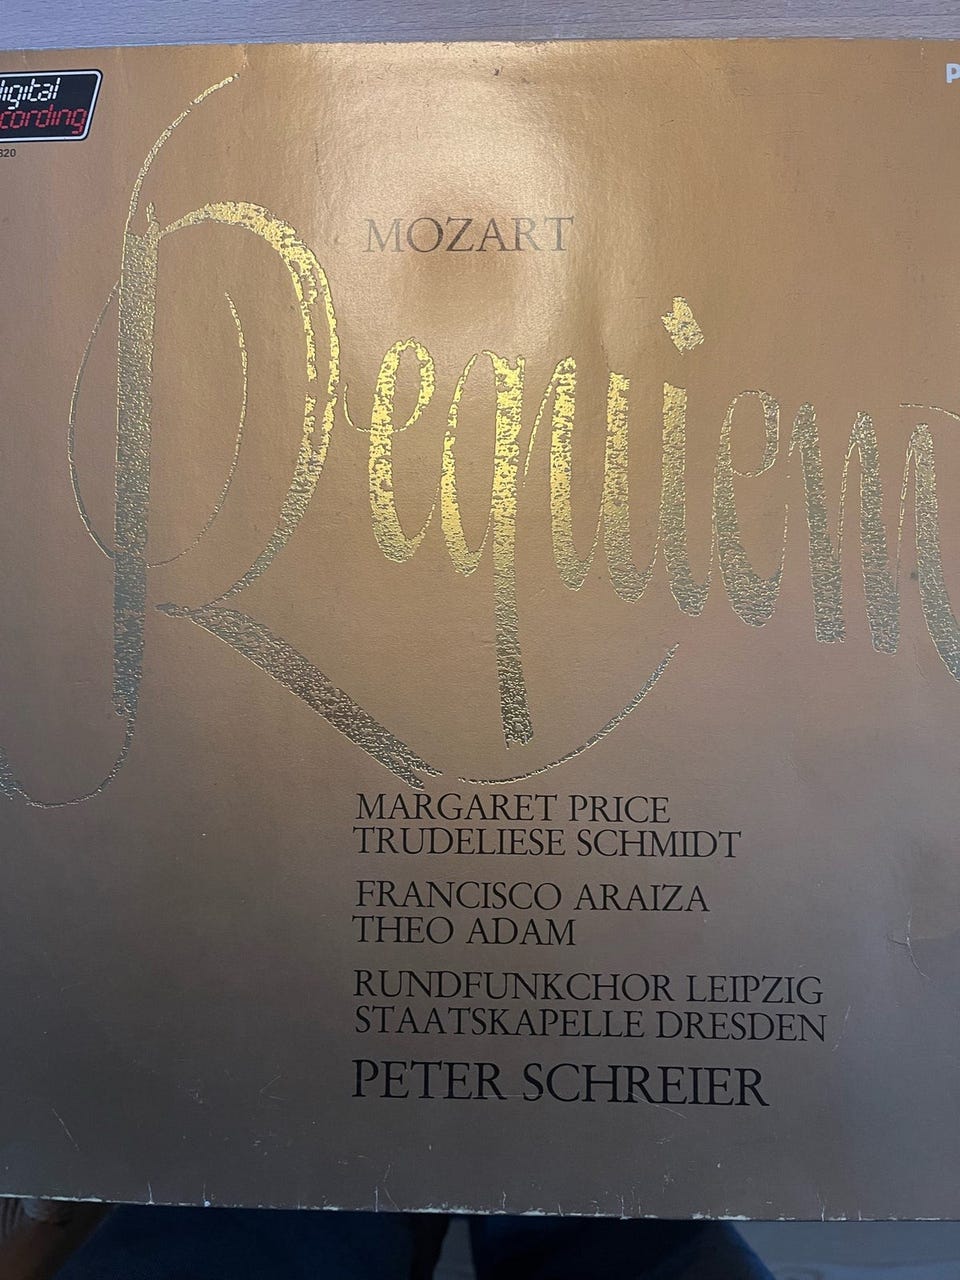 digital
recording
MOZART
Requiem
MARGARET PRICE
TRUDELIESE SCHMIDT
FRANCISCO ARAIZA
THEO ADAM
RUNDFUNKCHOR LEIPZIG
STAATSKAPELLE DRESDEN
PETER SCHREIER